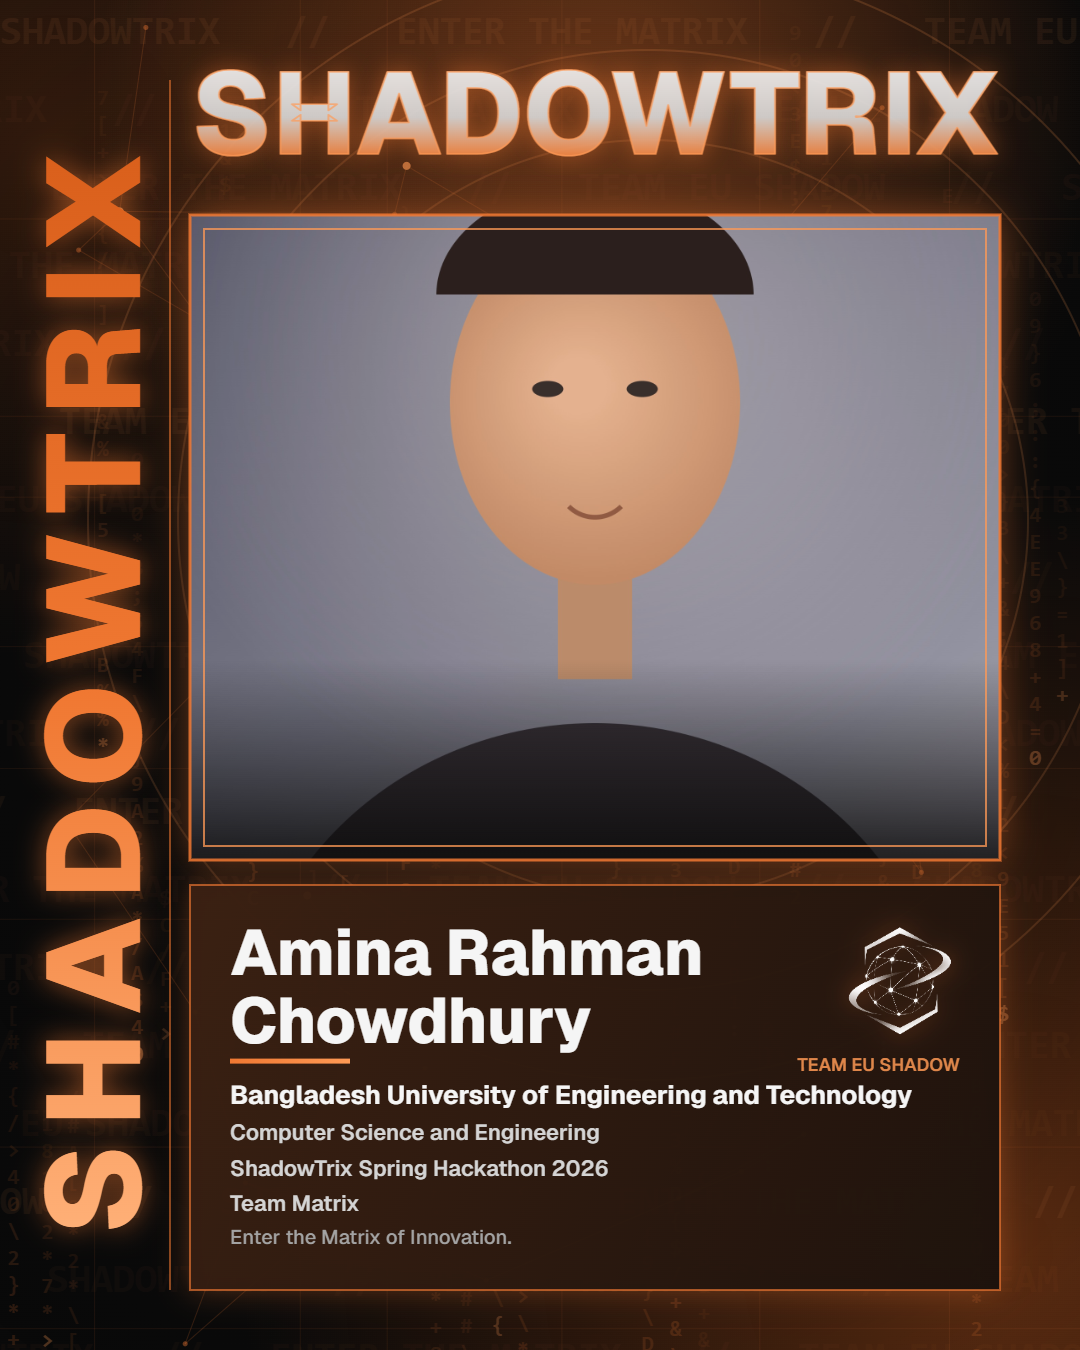 SHADOWTRIX
SHADOWTRIX
Amina Rahman
Chowdhury
TEAM EU SHADOW
Bangladesh University of Engineering and Technology
Computer Science and Engineering
ShadowTrix Spring Hackathon 2026
Team Matrix
Enter the Matrix of Innovation.
SHADOWTRIX // ENTER THE MATRIX // TEAM EU